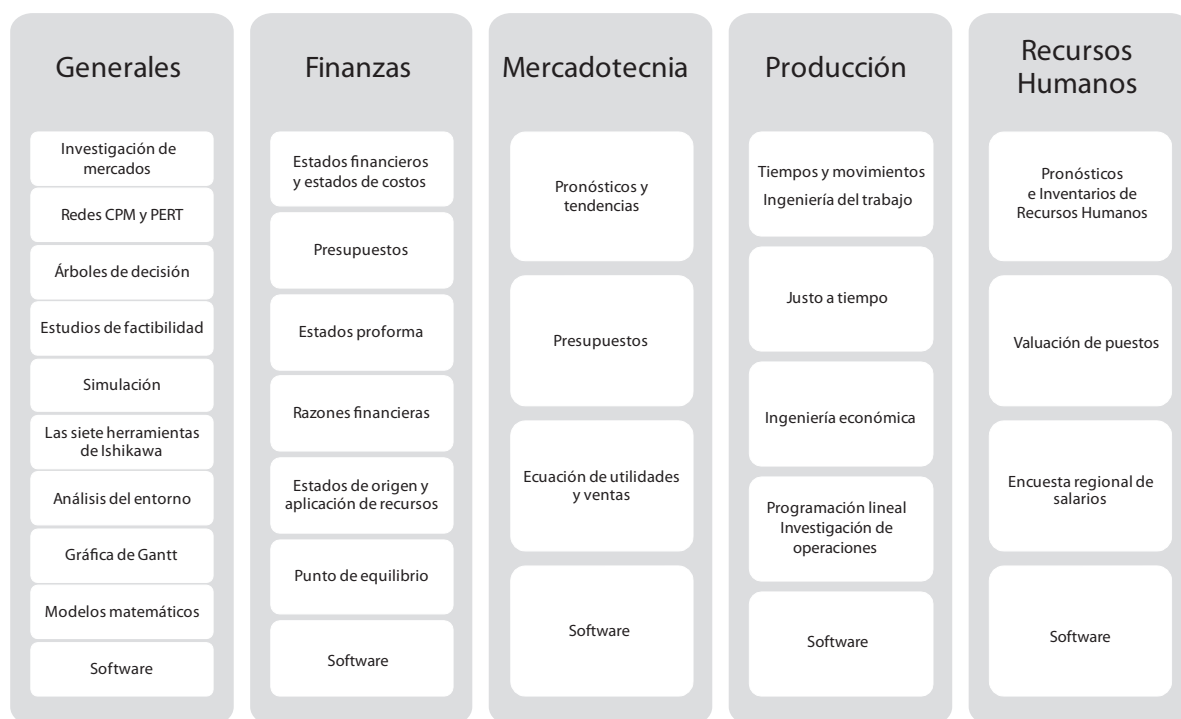 Generales
Investigación de
mercados
Redes CPM y PERT
Árboles de decisión
Estudios de factibilidad
Simulación
Las siete herramientas
de Ishikawa
Análisis del entorno
Gráfica de Gantt
Modelos matemáticos
Software
Finanzas
Estados financieros
y estados de costos
Presupuestos
Estados proforma
Razones financieras
Estados de origen y
aplicación de recursos
Punto de equilibrio
Software
Mercadotecnia
Pronósticos y
tendencias
Presupuestos
Ecuación de utilidades
y ventas
Software
Producción
Tiempos y movimientos
Ingeniería del trabajo
Justo a tiempo
Ingeniería económica
Programación lineal
Investigación de
operaciones
Software
Recursos
Humanos
Pronósticos
e Inventarios de
Recursos Humanos
Valuación de puestos
Encuesta regional de
salarios
Software